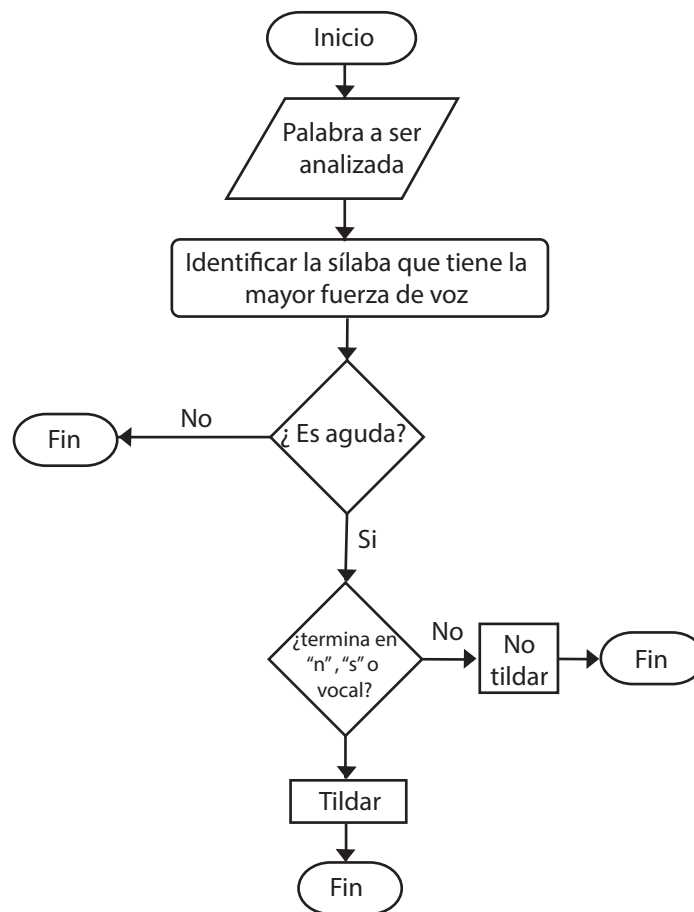 Inicio
Palabra a ser
analizada
Identificar la sílaba que tiene la
mayor fuerza de voz
No
Fin
¿ Es aguda?
Si
¿termina en
“n”, “s” o
vocal?
No
No
tildar
Fin
Tildar
Fin